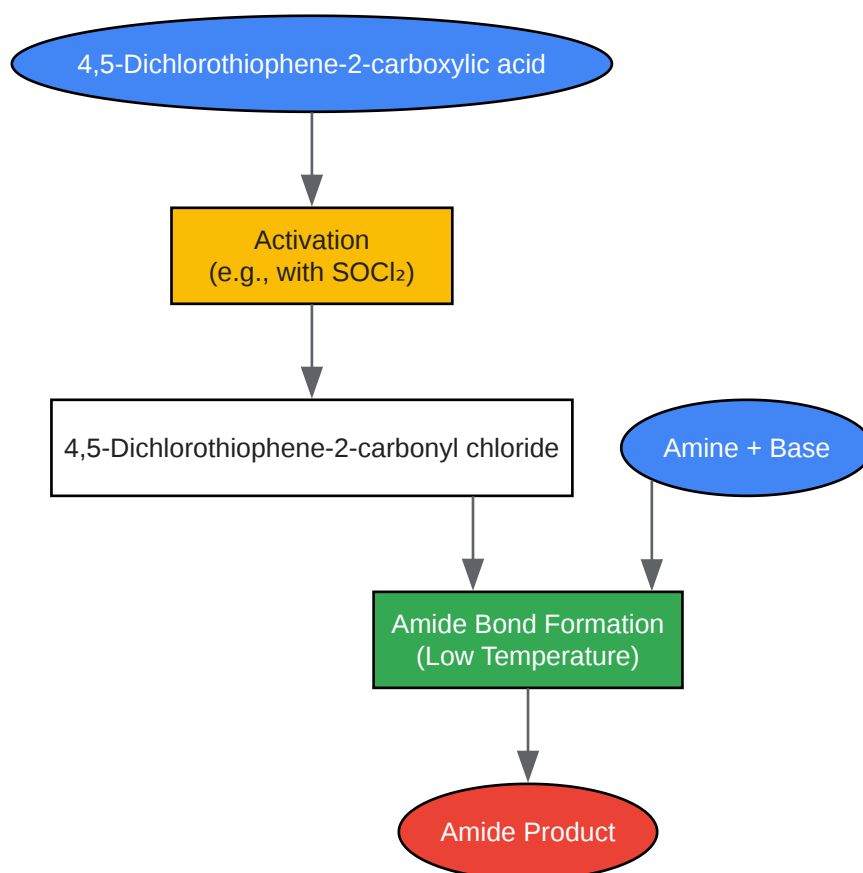 4,5-Dichlorothiophene-2-carboxylic acid
Activation
(e.g., with SOCl₂)
4,5-Dichlorothiophene-2-carbonyl chloride
Amine + Base
Amide Bond Formation
(Low Temperature)
Amide Product